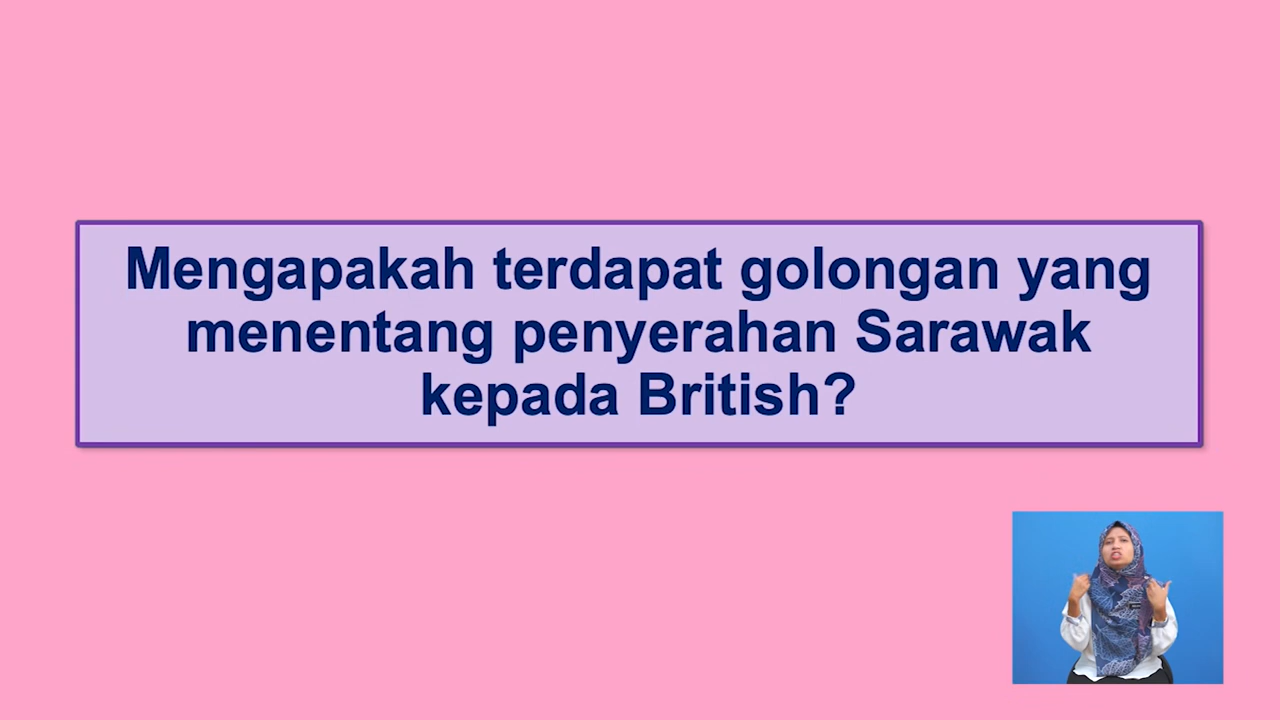 Mengapakah terdapat golongan yang
menentang penyerahan Sarawak
kepada British?